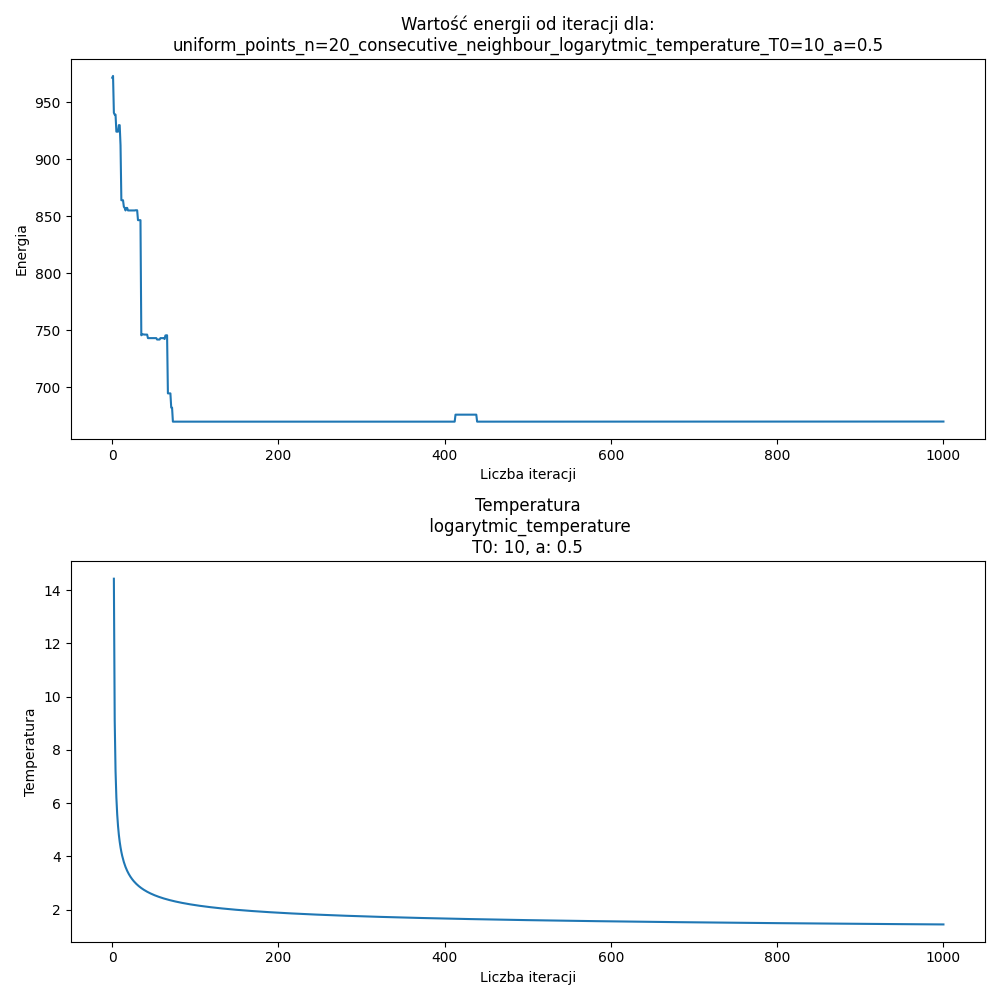 Wartość energii od iteracji dla:
uniform_points_n=20_consecutive_neighbour_logarytmic_temperature_T0=10_a=0.5
950
900
850
800
750
700
Energia
0 200 400 600 800 1000
Liczba iteracji
Temperatura
logarytmic_temperature
T0: 10, a: 0.5
14
12
10
8
6
4
2
Temperatura
0 200 400 600 800 1000
Liczba iteracji